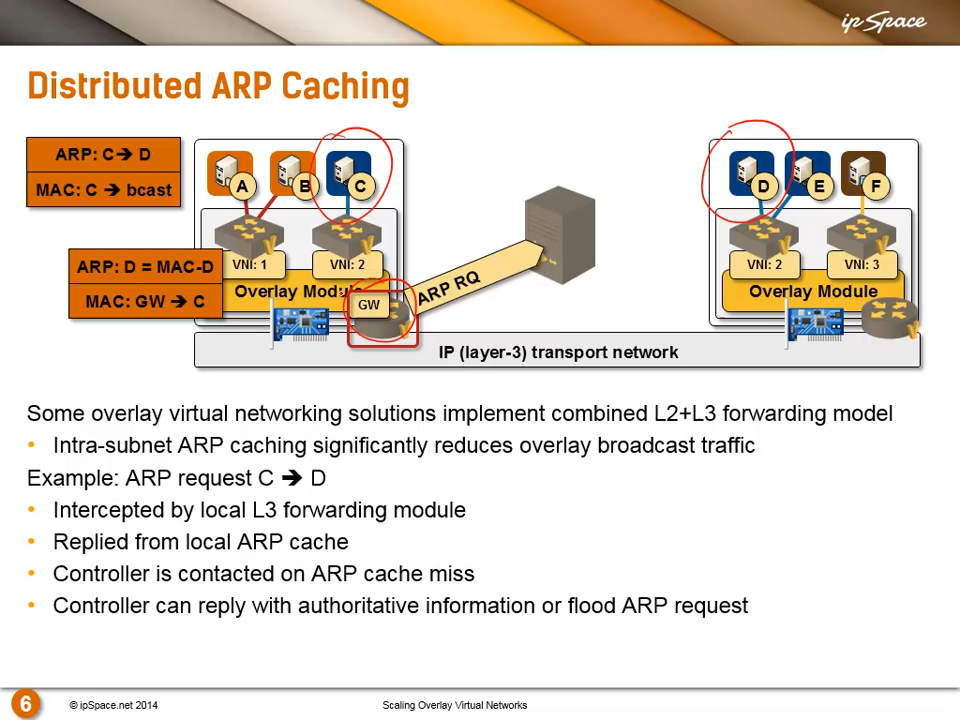 ip Space
Distributed ARP Caching
ARP: C➔ D
MAC: C ➔ bcast
ARP: D = MAC-D
MAC: GW ➔ C
A
B
C
D
E
F
VNI: 1
VNI: 2
VNI: 2
VNI: 3
Overlay Module
Overlay Module
GW
ARP RQ
IP (layer-3) transport network
Some overlay virtual networking solutions implement combined L2+L3 forwarding model
• Intra-subnet ARP caching significantly reduces overlay broadcast traffic
Example: ARP request C ➔ D
• Intercepted by local L3 forwarding module
• Replied from local ARP cache
• Controller is contacted on ARP cache miss
• Controller can reply with authoritative information or flood ARP request
6
© ipSpace.net 2014
Scaling Overlay Virtual Networks